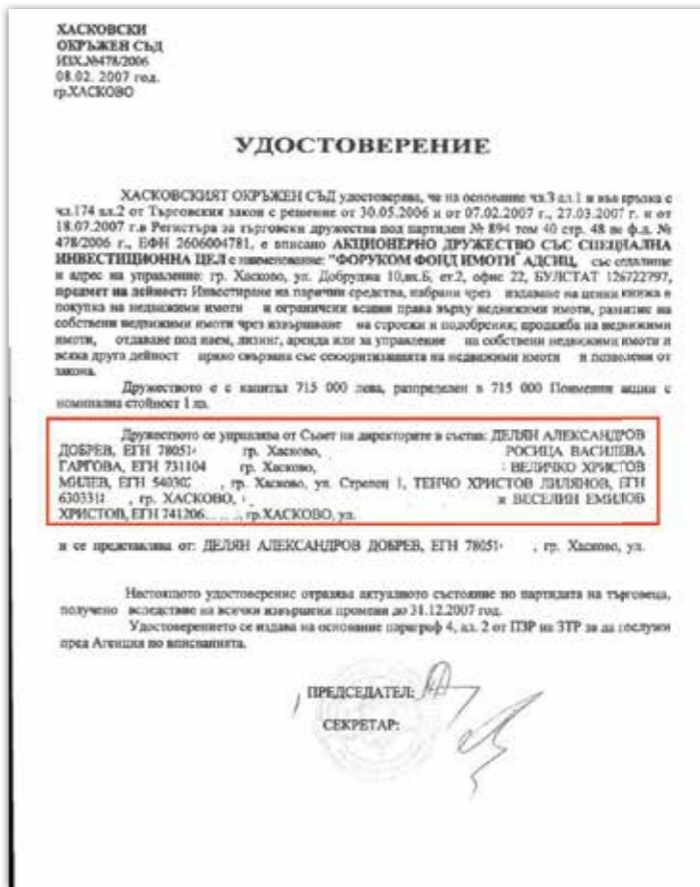 ХАСКОВСКИ
ОКРЪЖЕН СЪД
ИЗХ.№478/2006
08.02. 2007 год.
гр.ХАСКОВО
УДОСТОВЕРЕНИЕ
ХАСКОВСКИЯТ ОКРЪЖЕН СЪД удостоверява, че на основание чл.3 ал.1 и във връзка с
чл.174 ал.2 от Търговския закон с решение от 30.05.2006 и от 07.02.2007 г., 27.03.2007 г. и от
18.07.2007 г.в Регистъра за търговски дружества под партиден № 894 том 40 стр. 48 по ф.д. №
478/2006 г., ЕФН 2606004781, е вписано АКЦИОНЕРНО ДРУЖЕСТВО СЪС СПЕЦИАЛНА
ИНВЕСТИЦИОННА ЦЕЛ с наименование: "ФОРУКОМ ФОНД ИМОТИ" АДСИЦ, със седалище
и адрес на управление: гр. Хасково, ул. Добруджа 10,вх.Б, ет.2, офис 22, БУЛСТАТ 126722797,
предмет на дейност: Инвестиране на парични средства, набрани чрез издаване на ценни книжа в
покупка на недвижими имоти и ограничени вещни права върху недвижими имоти, развитие на
собствени недвижими имоти чрез извършване на строежи и подобрения; продажба на недвижими
имоти, отдаване под наем, лизинг, аренда или за управление на собствени недвижими имоти и
всяка друга дейност пряко свързана със секюритизацията на недвижими имоти и позволени от
закона.
Дружеството е с капитал 715 000 лева, разпределен в 715 000 Поименни акции с
номинална стойност 1 лв.
Дружеството се управлява от Съвет на директорите в състав: ДЕЛЯН АЛЕКСАНДРОВ
ДОБРЕВ, ЕГН 78051 гр. Хасково, РОСИЦА ВАСИЛЕВА
ГАРГОВА, ЕГН 731104 гр. Хасково, ВЕЛИЧКО ХРИСТОВ
МИЛЕВ, ЕГН 54030 , гр. Хасково, ул. Стрелец 1, ТЕНЧО ХРИСТОВ ЛИЛЯНОВ, ЕГН
63033 , гр. ХАСКОВО, и ВЕСЕЛИН ЕМИЛОВ
ХРИСТОВ, ЕГН 741206 , гр.ХАСКОВО, ул.
и се представлява от: ДЕЛЯН АЛЕКСАНДРОВ ДОБРЕВ, ЕГН 78051 , гр. Хасково, ул.
Настоящото удостоверение отразява актуалното състояние по партидата на търговеца,
получено вследствие на всички извършени промени до 31.12.2007 год.
Удостоверението се издава на основание параграф 4, ал. 2 от ПЗР на ЗТР за да послужи
пред Агенция по вписванията.
ПРЕДСЕДАТЕЛ:
СЕКРЕТАР: